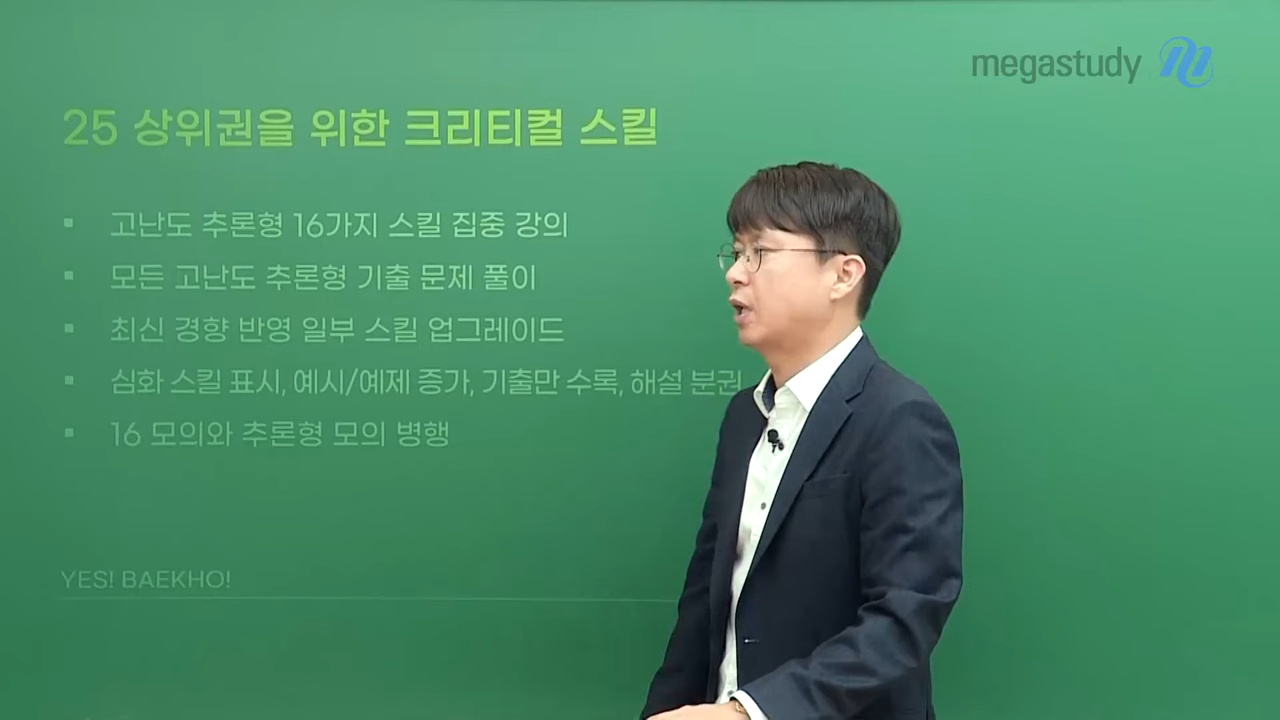 megastudy
25 상위권을 위한 크리티컬 스킬
▪ 고난도 추론형 16가지 스킬 집중 강의
▪ 모든 고난도 추론형 기출 문제 풀이
▪ 최신 경향 반영 일부 스킬 업그레이드
▪ 심화 스킬 표시, 예시/예제 증가, 기출만 수록, 해설 분권
▪ 16 모의와 추론형 모의 병행
YES! BAEKHO!